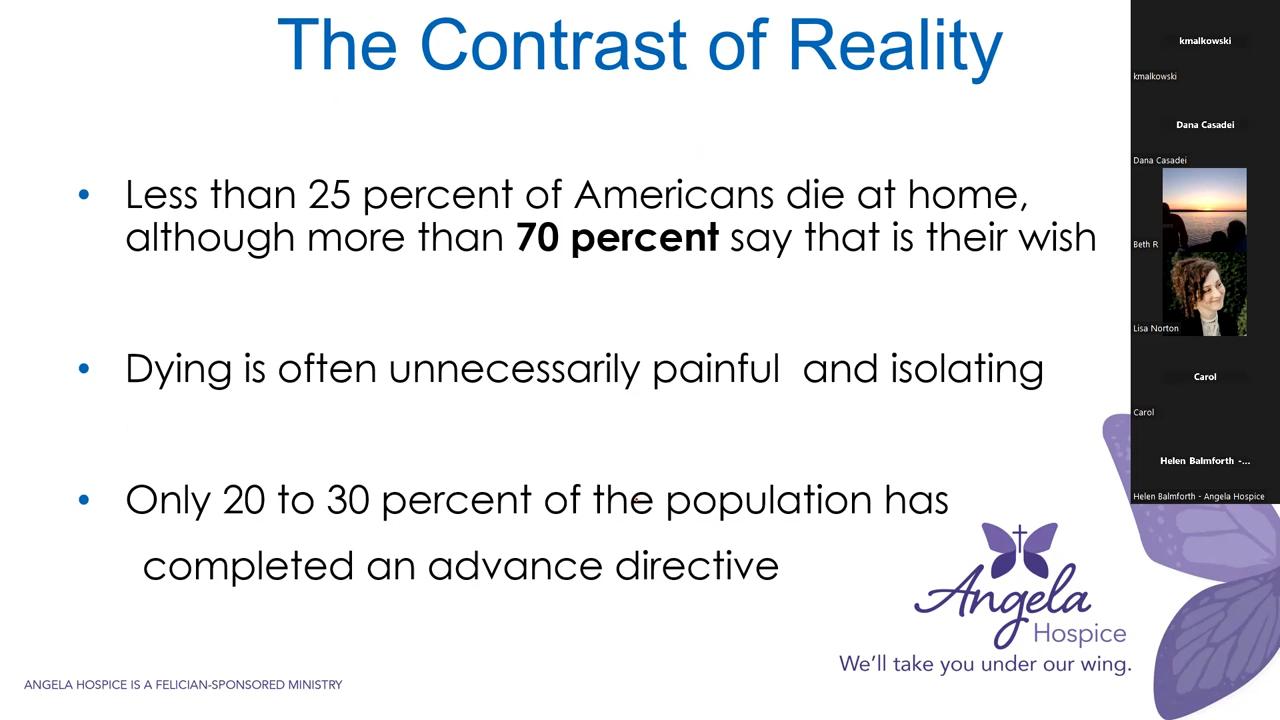 The Contrast of Reality
• Less than 25 percent of Americans die at home,
although more than 70 percent say that is their wish
• Dying is often unnecessarily painful  and isolating
• Only 20 to 30 percent of the population has
completed an advance directive
Angela
Hospice
We'll take you under our wing.
ANGELA HOSPICE IS A FELICIAN-SPONSORED MINISTRY
kmalkowski
kmalkowski
Dana Casadei
Dana Casadei
Beth R
Lisa Norton
Carol
Carol
Helen Balmforth -...
Helen Balmforth - Angela Hospice